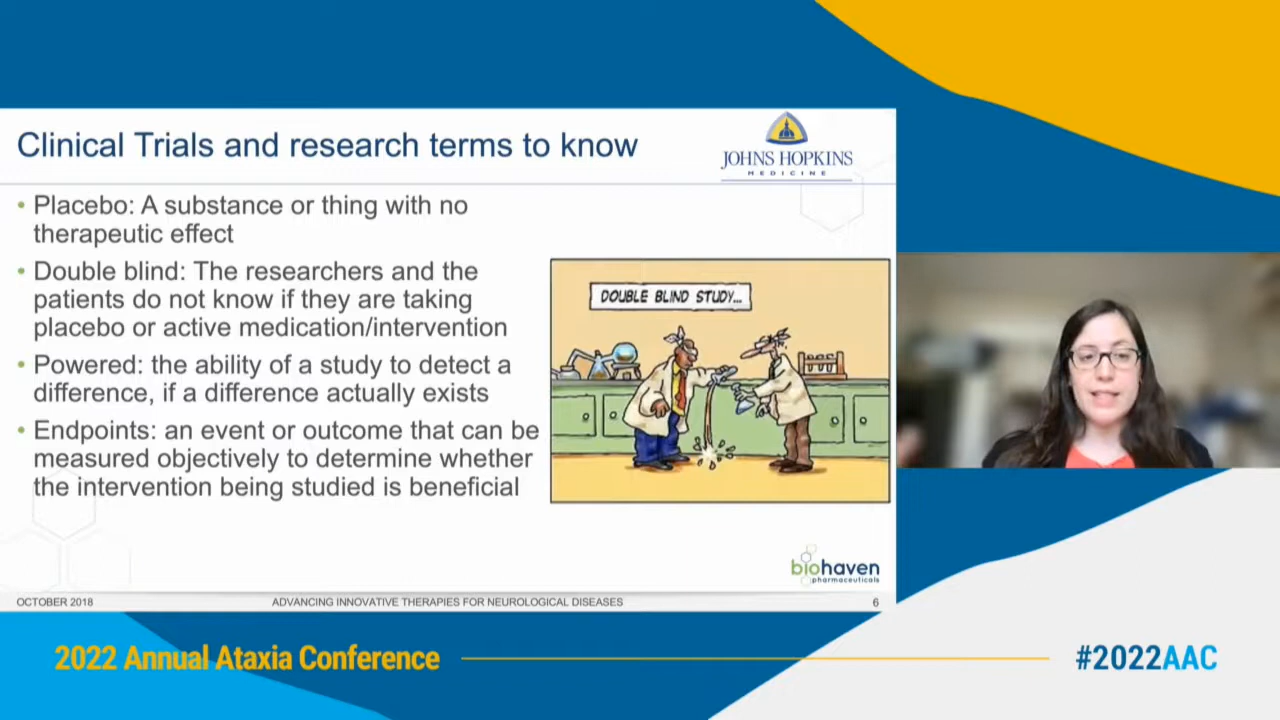 Clinical Trials and research terms to know
JOHNS HOPKINS
MEDICINE
• Placebo: A substance or thing with no
therapeutic effect
• Double blind: The researchers and the
patients do not know if they are taking
placebo or active medication/intervention
• Powered: the ability of a study to detect a
difference, if a difference actually exists
• Endpoints: an event or outcome that can be
measured objectively to determine whether
the intervention being studied is beneficial
DOUBLE BLIND STUDY...
biohaven
pharmaceuticals
OCTOBER 2018
ADVANCING INNOVATIVE THERAPIES FOR NEUROLOGICAL DISEASES
6
2022 Annual Ataxia Conference
#2022AAC